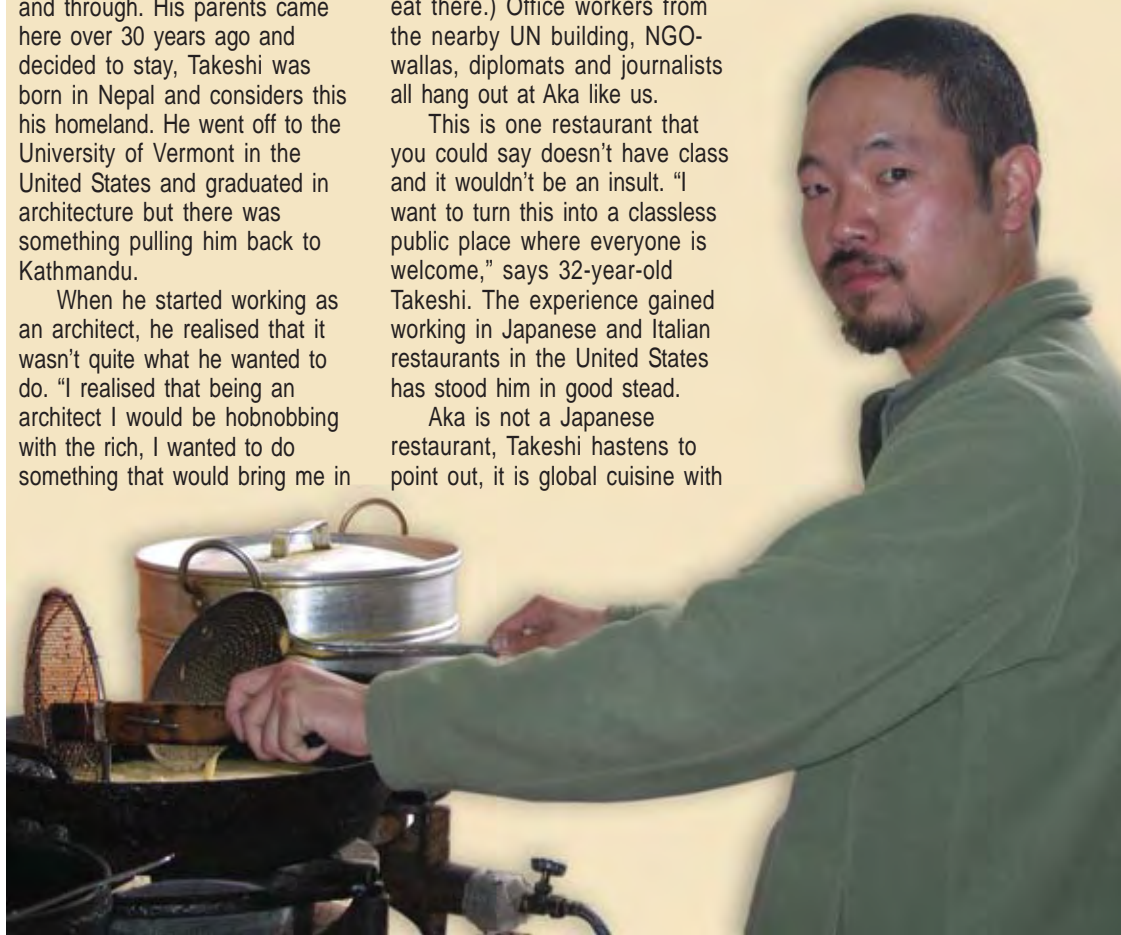 and through. His parents came
here over 30 years ago and
decided to stay, Takeshi was
born in Nepal and considers this
his homeland. He went off to the
University of Vermont in the
United States and graduated in
architecture but there was
something pulling him back to
Kathmandu.
When he started working as
an architect, he realised that it
wasn't quite what he wanted to
do. “I realised that being an
architect I would be hobnobbing
with the rich, I wanted to do
something that would bring me in
eat there.) Office workers from
the nearby UN building, NGO-
wallas, diplomats and journalists
all hang out at Aka like us.
This is one restaurant that
you could say doesn't have class
and it wouldn't be an insult. “I
want to turn this into a classless
public place where everyone is
welcome,” says 32-year-old
Takeshi. The experience gained
working in Japanese and Italian
restaurants in the United States
has stood him in good stead.
Aka is not a Japanese
restaurant, Takeshi hastens to
point out, it is global cuisine with